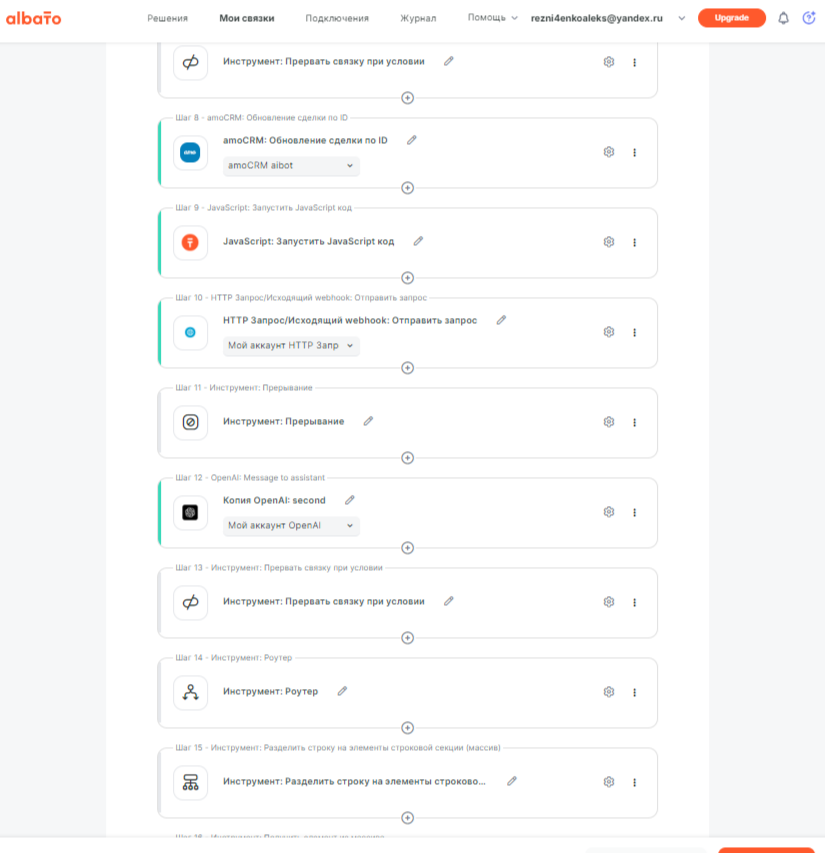 albato
Решения
Мои связки
Подключения
Журнал
Помощь
rezni4enkoaleks@yandex.ru
Upgrade
Инструмент: Прервать связку при условии
Шаг 8 - amoCRM: Обновление сделки по ID
amo
amoCRM: Обновление сделки по ID
amoCRM aibot
Шаг 9 - JavaScript: Запустить JavaScript код
JavaScript: Запустить JavaScript код
Шаг 10 - HTTP Запрос/Исходящий webhook: Отправить запрос
HTTP Запрос/Исходящий webhook: Отправить запрос
Мой аккаунт HTTP Запр
Шаг 11 - Инструмент: Прерывание
Инструмент: Прерывание
Шаг 12 - OpenAI: Message to assistant
Копия OpenAI: second
Мой аккаунт OpenAI
Шаг 13 - Инструмент: Прервать связку при условии
Инструмент: Прервать связку при условии
Шаг 14 - Инструмент: Роутер
Инструмент: Роутер
Шаг 15 - Инструмент: Разделить строку на элементы строковой секции (массив)
Инструмент: Разделить строку на элементы строково...